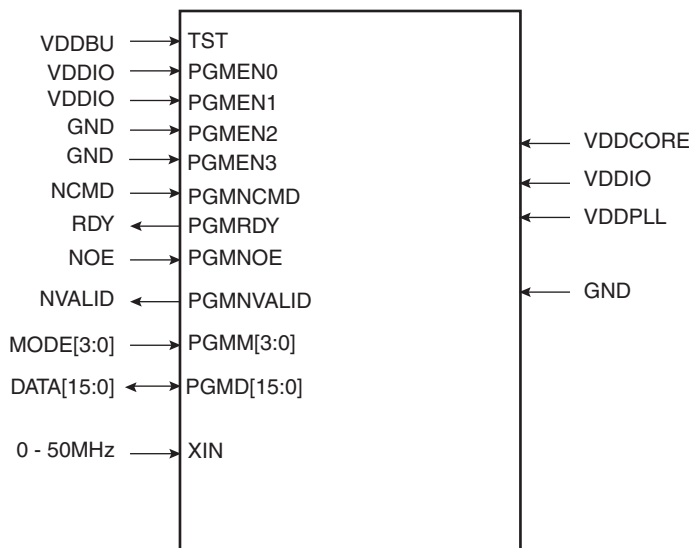 VDDBU TST
VDDIO PGMEN0
VDDIO PGMEN1
GND PGMEN2
GND PGMEN3
NCMD PGMNCMD
RDY PGMRDY
NOE PGMNOE
NVALID PGMNVALID
MODE[3:0] PGMM[3:0]
DATA[15:0] PGMD[15:0]
0 - 50MHz XIN
VDDCORE
VDDIO
VDDPLL
GND